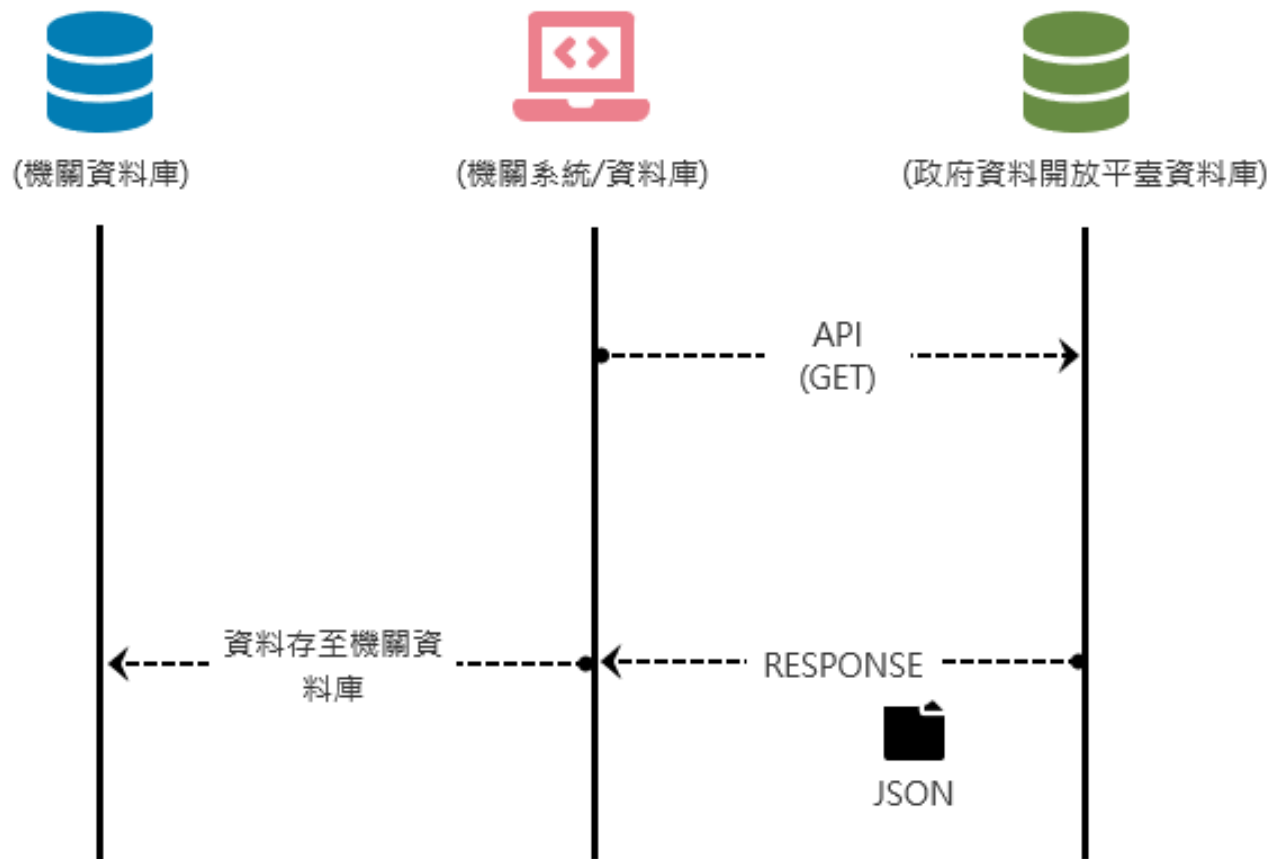 (機關資料庫)
(機關系統/資料庫)
(政府資料開放平臺資料庫)
API
(GET)
資料存至機關資
料庫
RESPONSE
JSON